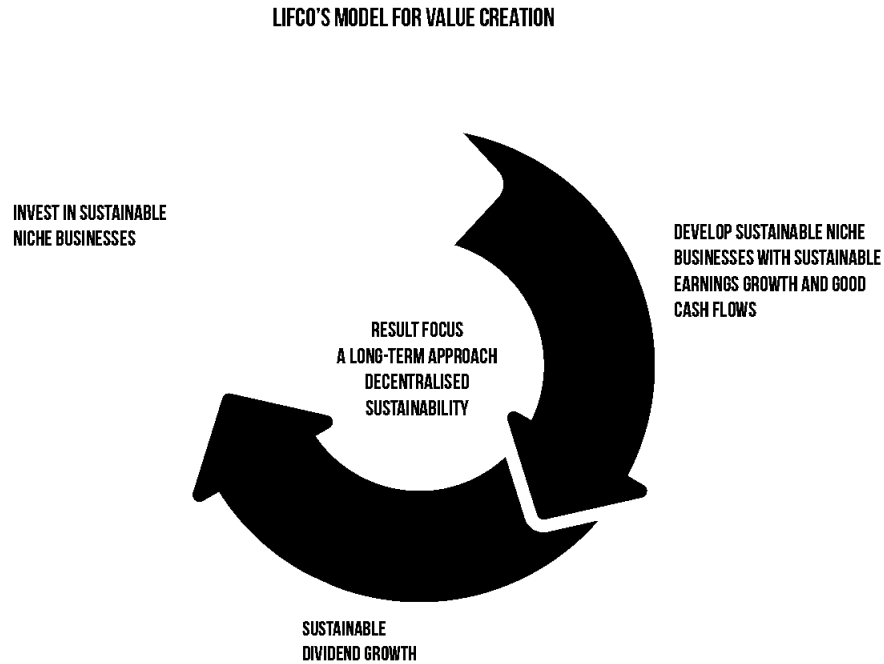 LIFCO'S MODEL FOR VALUE CREATION
INVEST IN SUSTAINABLE
NICHE BUSINESSES
DEVELOP SUSTAINABLE NICHE
BUSINESSES WITH SUSTAINABLE
EARNINGS GROWTH AND GOOD
CASH FLOWS
RESULT FOCUS
A LONG-TERM APPROACH
DECENTRALISED
SUSTAINABILITY
SUSTAINABLE
DIVIDEND GROWTH